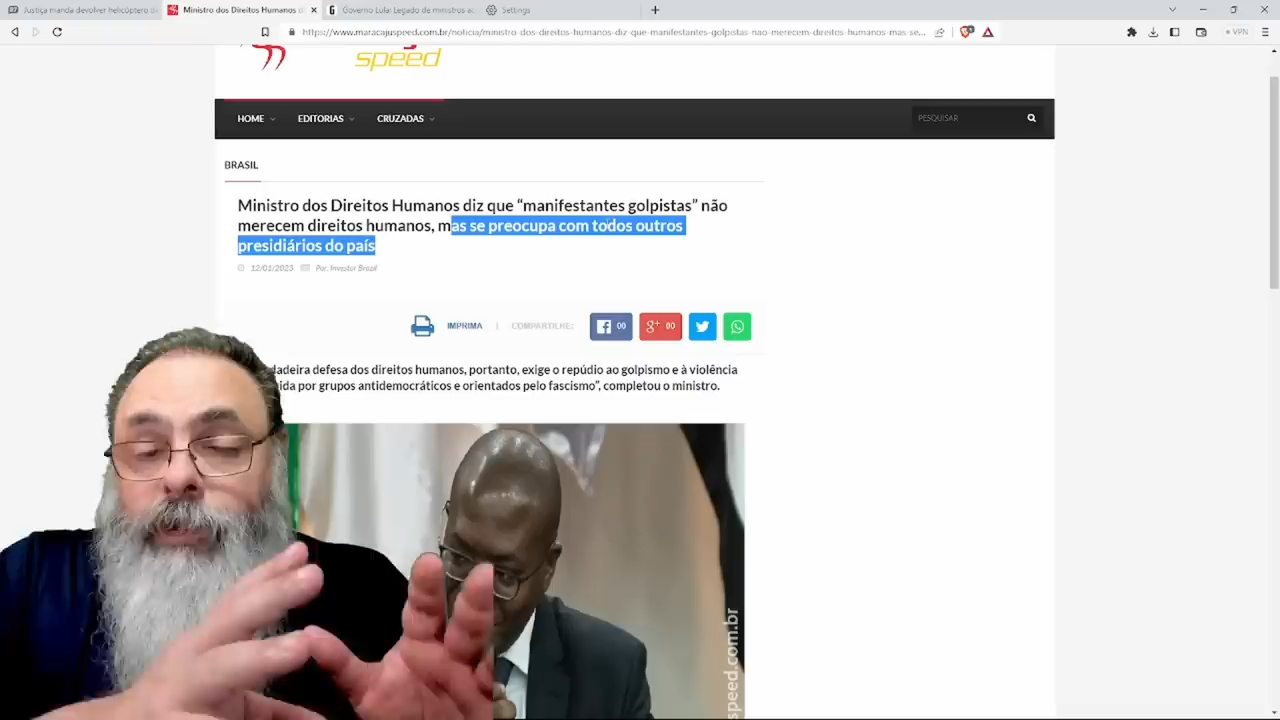 Justiça manda devolver helicóptero d
Ministro dos Direitos Humanos d
Governo Lula: Legado de ministros ac
Settings
https://www.maracajuspeed.com.br/noticia/ministro-dos-direitos-humanos-diz-que-manifestantes-golpistas-nao-merecem-direitos-humanos-mas-se...
VPN
speed
HOME
EDITORIAS
CRUZADAS
PESQUISAR
BRASIL
Ministro dos Direitos Humanos diz que “manifestantes golpistas” não
merecem direitos humanos, mas se preocupa com todos outros
presidiários do país
12/01/2023 Por: Investor Brasil
IMPRIMA | COMPARTILHE: 00 g+ 00
dadeira defesa dos direitos humanos, portanto, exige o repúdio ao golpismo e à violência
ida por grupos antidemocráticos e orientados pelo fascismo”, completou o ministro.
speed.com.br